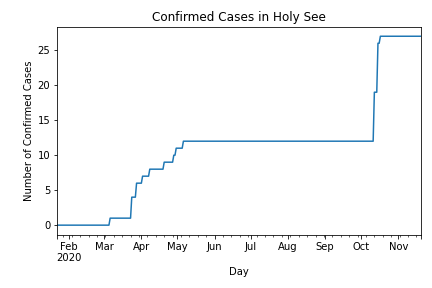 Confirmed Cases in Holy See
Number of Confirmed Cases
25
20
15
10
5
0
Feb Mar Apr May Jun Jul Aug Sep Oct Nov
2020
Day